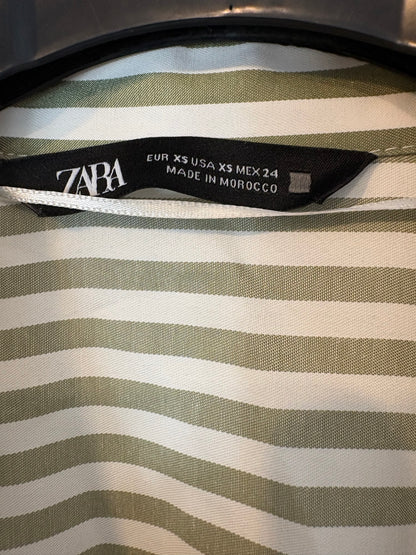 ZARA
EUR XS USA XS MEX 24
MADE IN MOROCCO